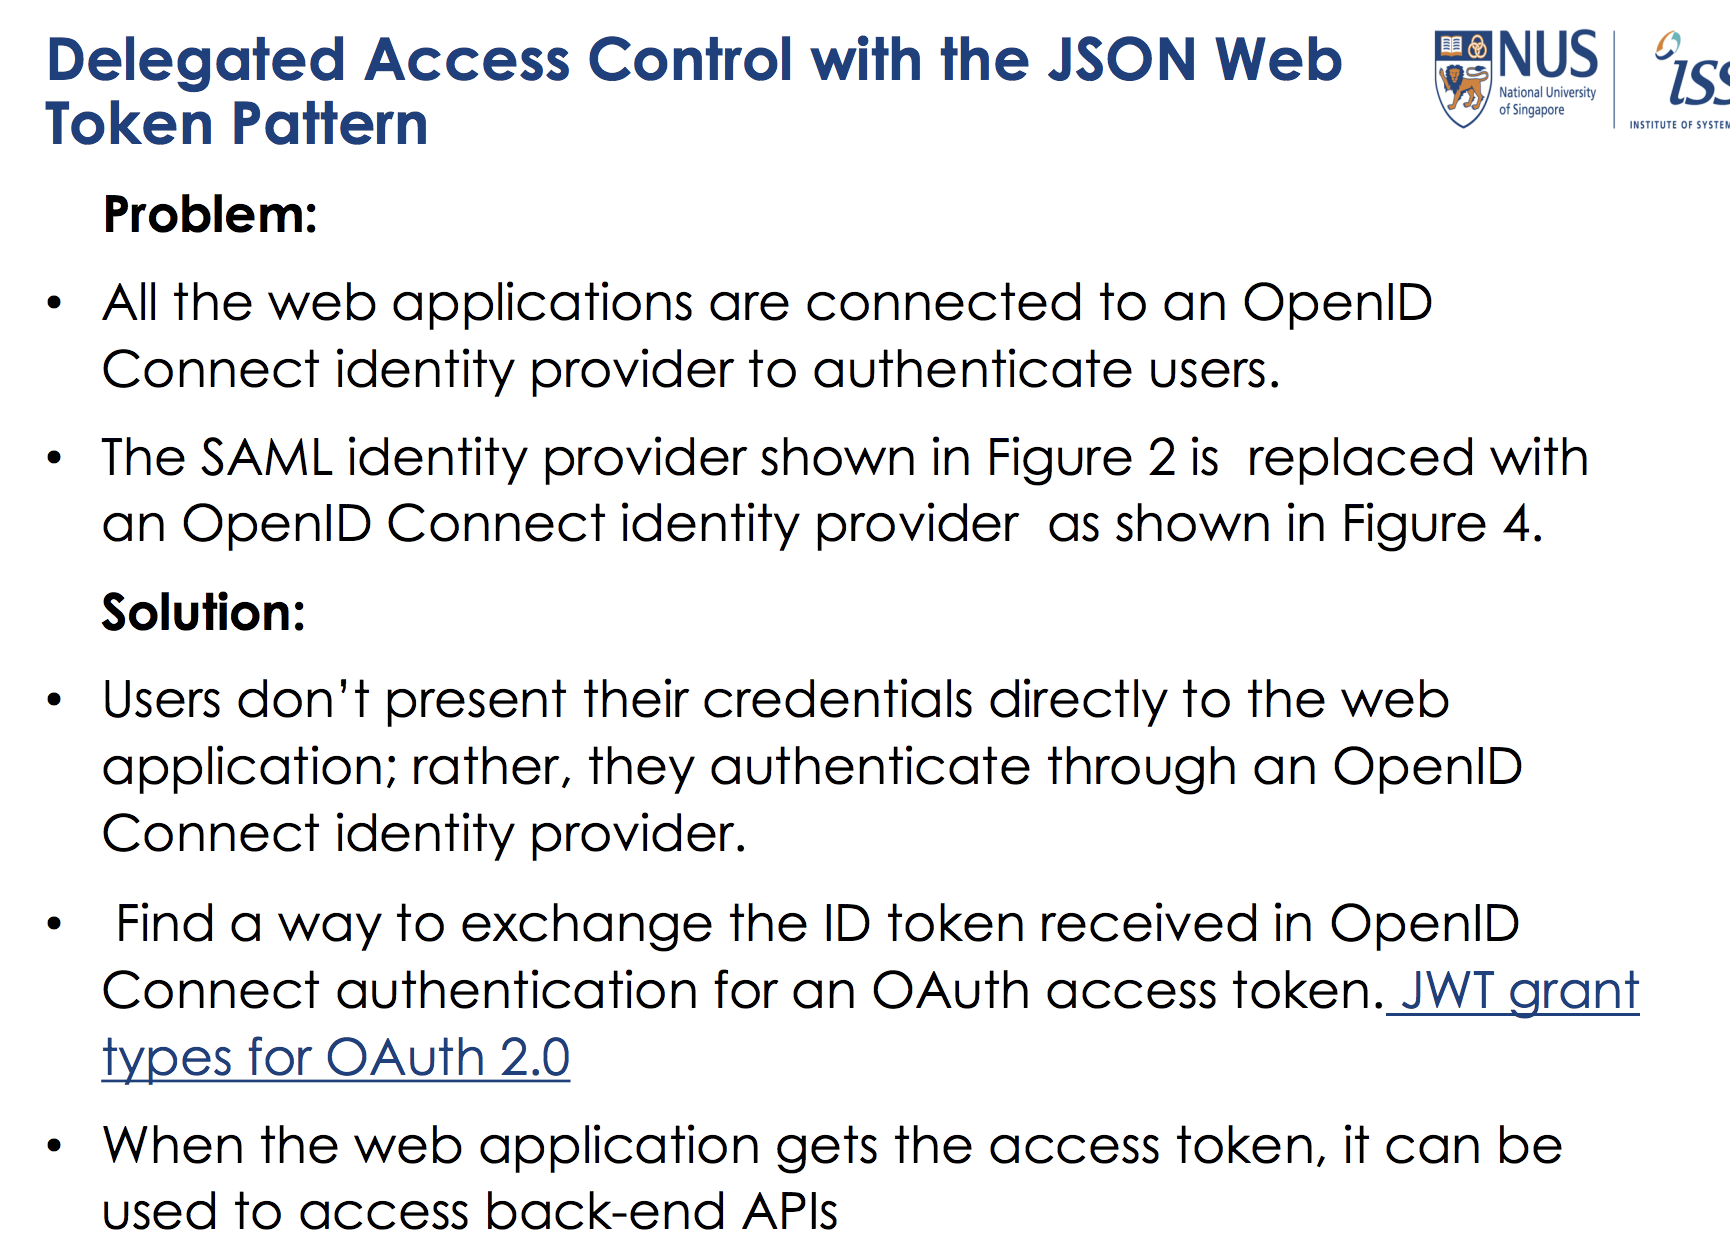 Delegated Access Control with the JSON Web
Token Pattern
NUS
National University
of Singapore
iss
INSTITUTE OF SYSTEM
Problem:
• All the web applications are connected to an OpenID
Connect identity provider to authenticate users.
• The SAML identity provider shown in Figure 2 is  replaced with
an OpenID Connect identity provider  as shown in Figure 4.
Solution:
• Users don’t present their credentials directly to the web
application; rather, they authenticate through an OpenID
Connect identity provider.
• Find a way to exchange the ID token received in OpenID
Connect authentication for an OAuth access token. JWT grant
types for OAuth 2.0
• When the web application gets the access token, it can be
used to access back-end APIs